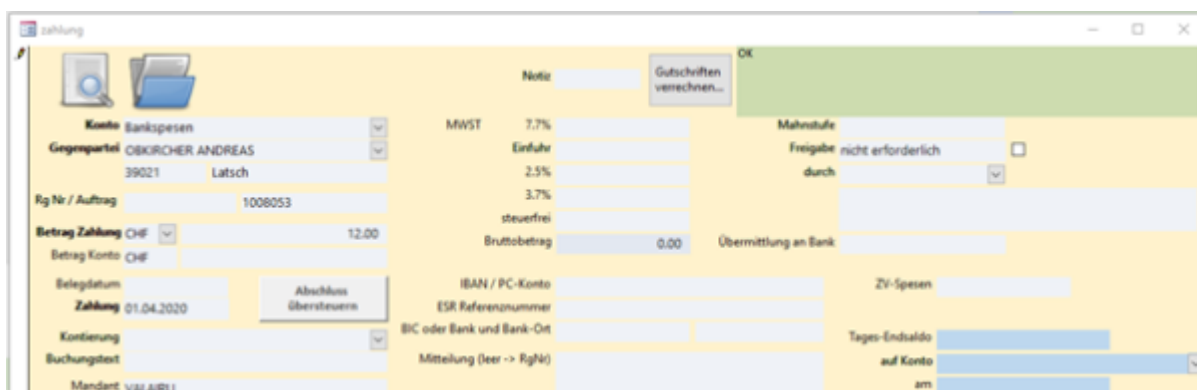 zahlung
OK
Notiz
Gutschriften
verrechnen...
Konto Bankspesen MWST 7.7% Mahnstufe
Gegenpartei OBKIRCHER ANDREAS Einfuhr Freigabe nicht erforderlich
39021 Latsch 2.5% durch
Rg Nr / Auftrag 1008053 3.7%
steuerfrei
Betrag Zahlung CHF 12.00 Bruttobetrag 0.00 Übermittlung an Bank
Betrag Konto CHF
Belegdatum Abschluss IBAN / PC-Konto ZV-Spesen
Zahlung 01.04.2020 übersteuern ESR Referenznummer
Kontierung BIC oder Bank und Bank-Ort Tages-Endsaldo
Buchungstext Mitteilung (leer -> RgNr) auf Konto
Mandant am